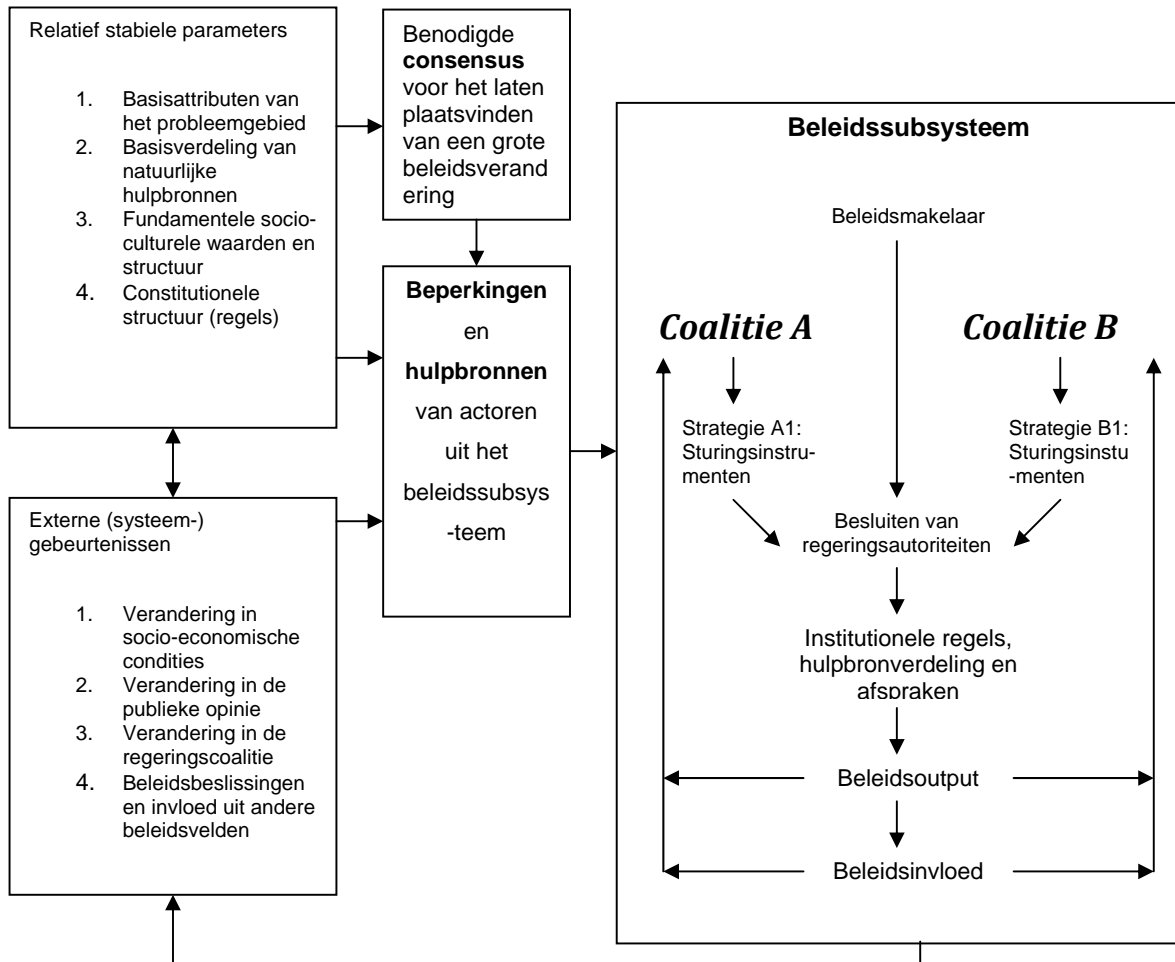 Relatief stabiele parameters
1. Basisattributen van
het probleemgebied
2. Basisverdeling van
natuurlijke
hulpbronnen
3. Fundamentele socio-
culturele waarden en
structuur
4. Constitutionele
structuur (regels)
Externe (systeem-)
gebeurtenissen
1. Verandering in
socio-economische
condities
2. Verandering in de
publieke opinie
3. Verandering in de
regeringscoalitie
4. Beleidsbeslissingen
en invloed uit andere
beleidsvelden
Benodigde
consensus
voor het laten
plaatsvinden
van een grote
beleidsverand
ering
Beperkingen
en
hulpbronnen
van actoren
uit het
beleidssubsys
-teem
Beleidssubsysteem
Beleidsmakelaar
Coalitie A
Coalitie B
Strategie A1:
Sturingsinstru-
menten
Strategie B1:
Sturingsinstu
-menten
Besluiten van
regeringsautoriteiten
Institutionele regels,
hulpbronverdeling en
afspraken
Beleidsoutput
Beleidsinvloed